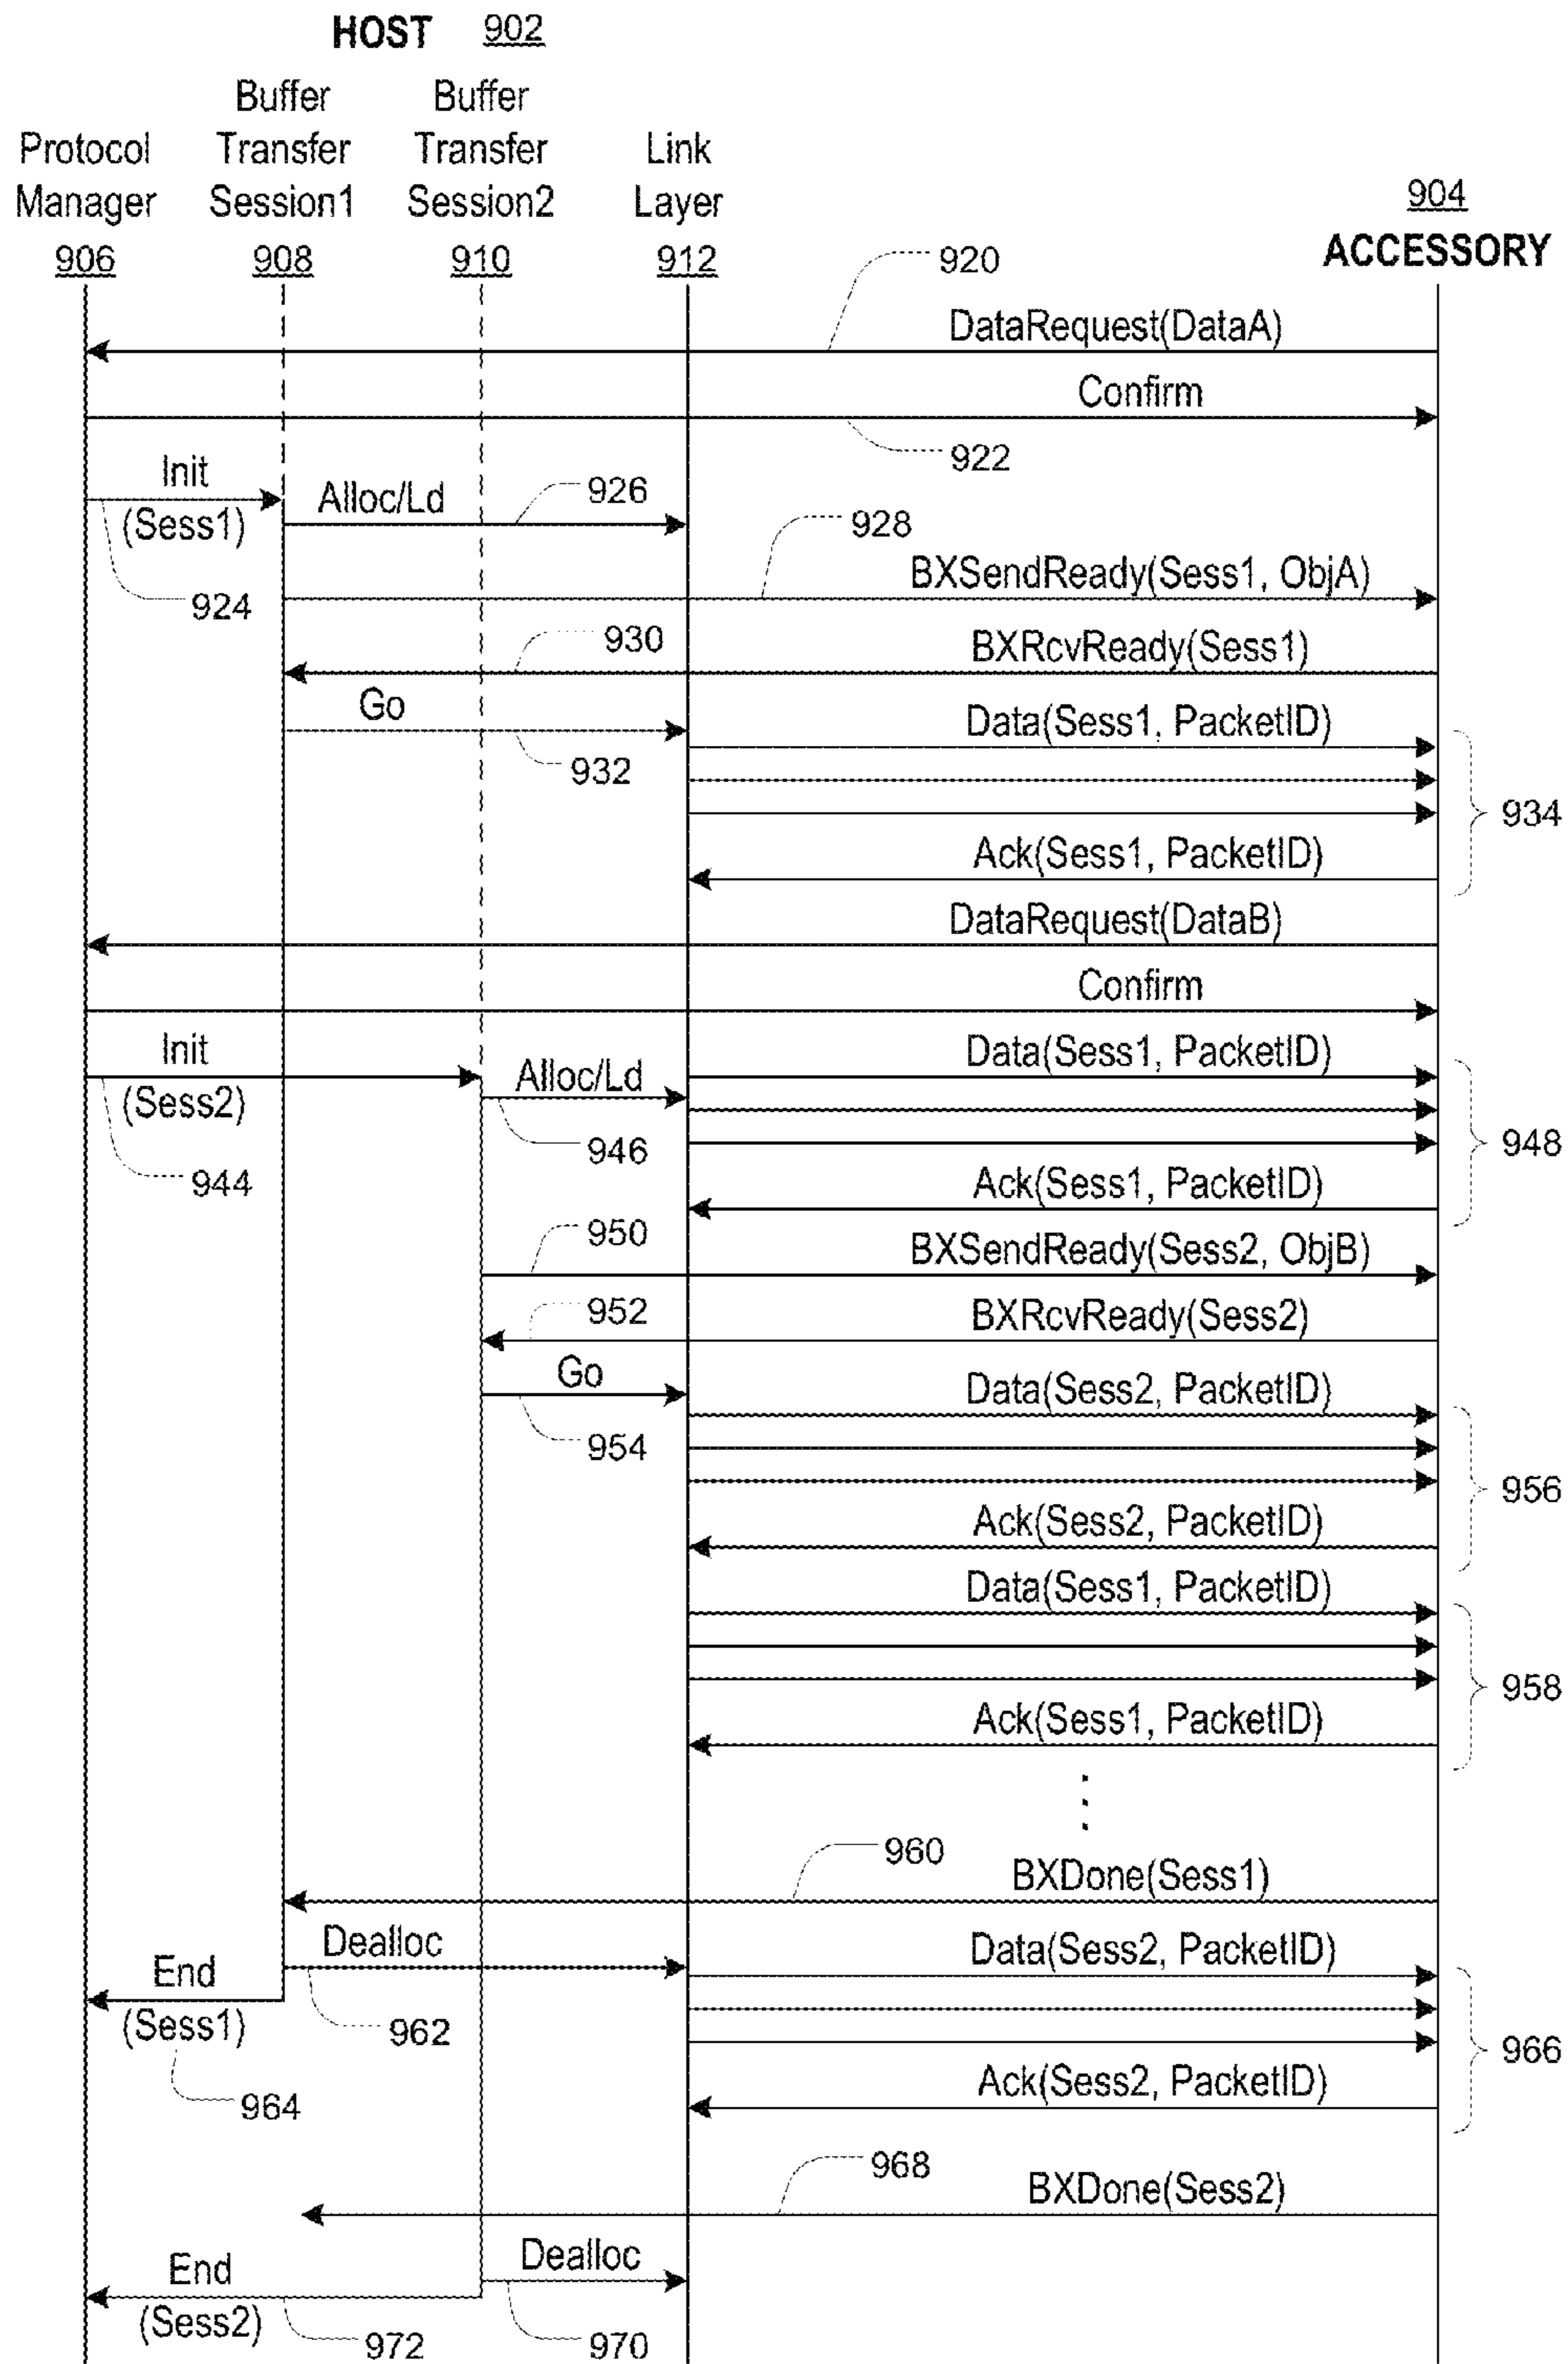 HOST 902
Buffer Buffer
Protocol Transfer Transfer Link
Manager Session1 Session2 Layer
904
ACCESSORY
906 908 910 912
920
DataRequest(DataA)
Confirm
922
Init
(Sess1)
924
Alloc/Ld
926
928
BXSendReady(Sess1, ObjA)
930
BXRcvReady(Sess1)
Go
932
Data(Sess1, PacketID)
934
Ack(Sess1, PacketID)
DataRequest(DataB)
Confirm
Init
(Sess2)
944
Alloc/Ld
946
Data(Sess1, PacketID)
948
Ack(Sess1, PacketID)
950
BXSendReady(Sess2, ObjB)
952
BXRcvReady(Sess2)
Go
954
Data(Sess2, PacketID)
956
Ack(Sess2, PacketID)
Data(Sess1, PacketID)
958
Ack(Sess1, PacketID)
960
BXDone(Sess1)
Dealloc
962
End
(Sess1)
964
Data(Sess2, PacketID)
966
Ack(Sess2, PacketID)
968
BXDone(Sess2)
Dealloc
970
End
(Sess2)
972